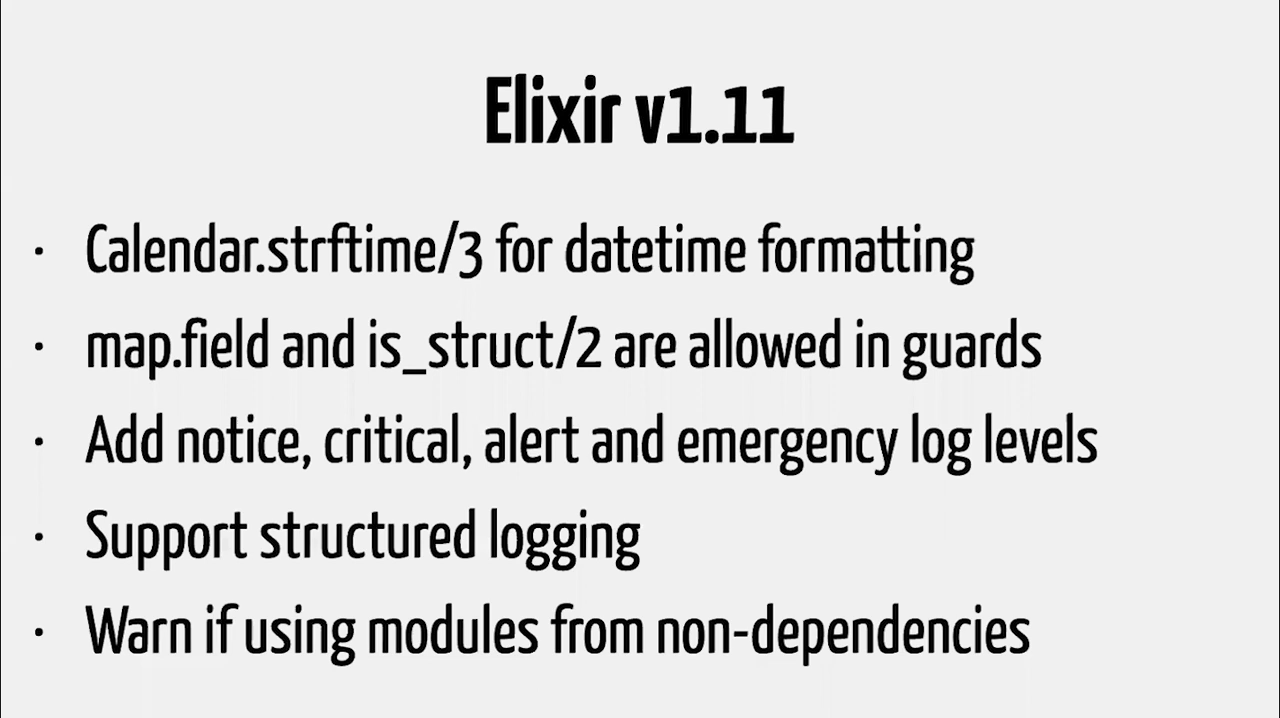 Elixir v1.11
· Calendar.strftime/3 for datetime formatting
· map.field and is_struct/2 are allowed in guards
· Add notice, critical, alert and emergency log levels
· Support structured logging
· Warn if using modules from non-dependencies